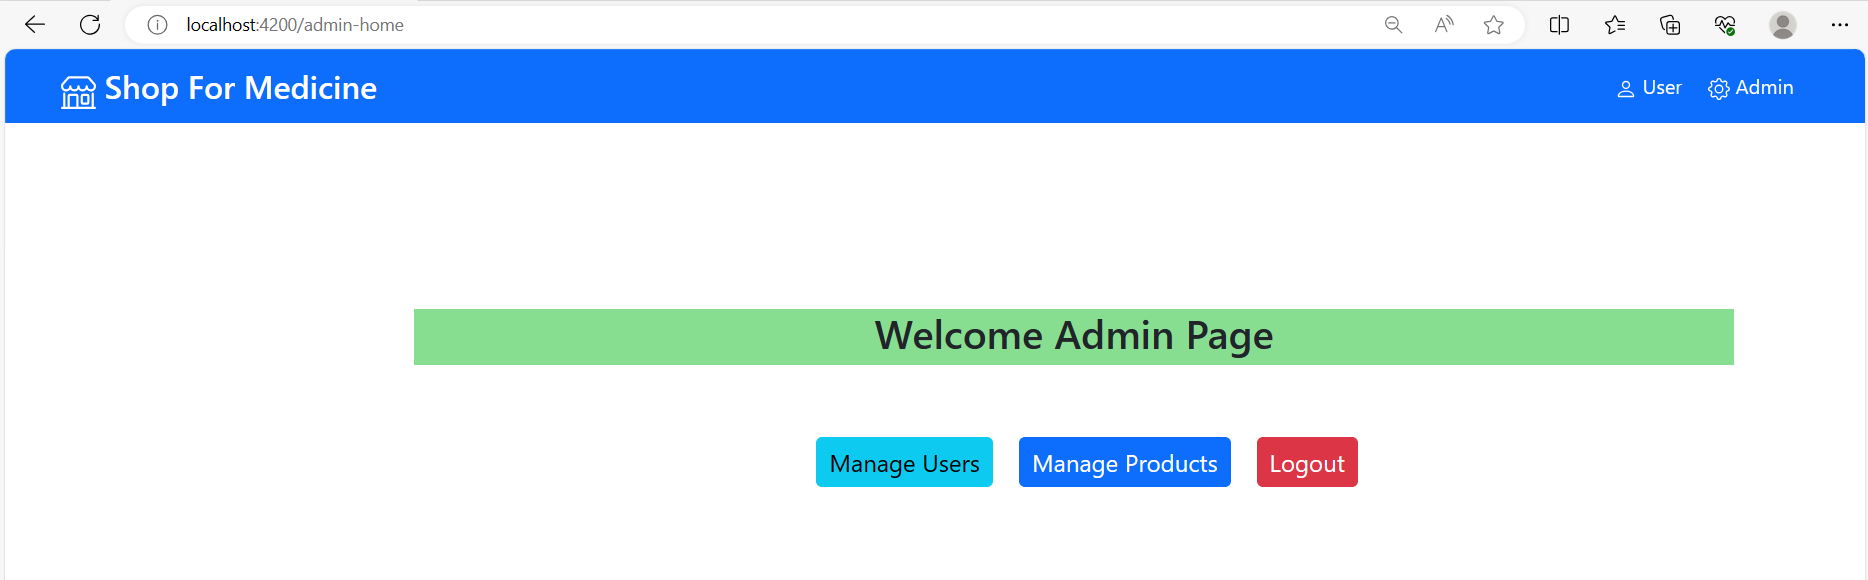 localhost:4200/admin-home
Shop For Medicine
User Admin
Welcome Admin Page
Manage Users Manage Products Logout